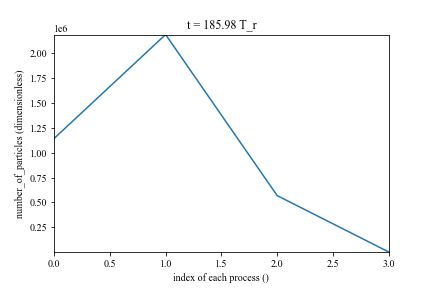 t = 185.98 T_r
1e6
2.00
1.75
1.50
1.25
1.00
0.75
0.50
0.25
number_of_particles (dimensionless)
0.0 0.5 1.0 1.5 2.0 2.5 3.0
index of each process ()